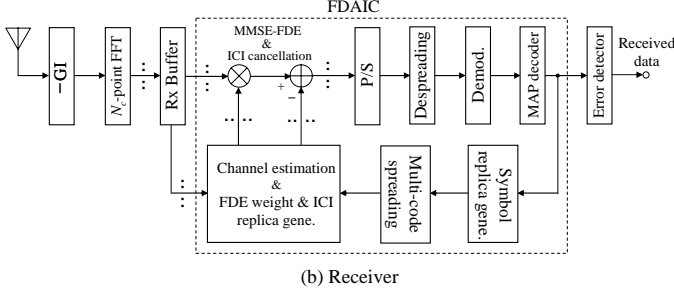 FDAIC
MMSE-FDE
&
ICI cancellation
−GI
Nc-point FFT
Rx Buffer
+
−
P/S
Despreading
Demod.
MAP decoder
Error detector
Received
data
Channel estimation
&
FDE weight & ICI
replica gene.
Multi-code
spreading
Symbol
replica gene.
(b) Receiver